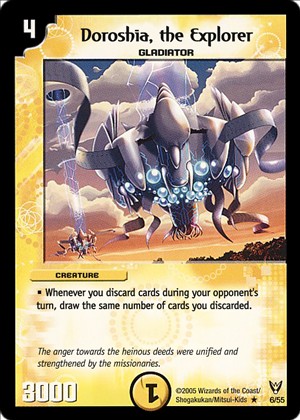 4
Doroshia, the Explorer
GLADIATOR
CREATURE
▪ Whenever you discard cards during your opponent's
turn, draw the same number of cards you discarded.
The anger towards the heinous deeds were unified and
strengthened by the missionaries.
3000
1
©2005 Wizards of the Coast/
Shogakukan/Mitsui-Kids ★ 6/55